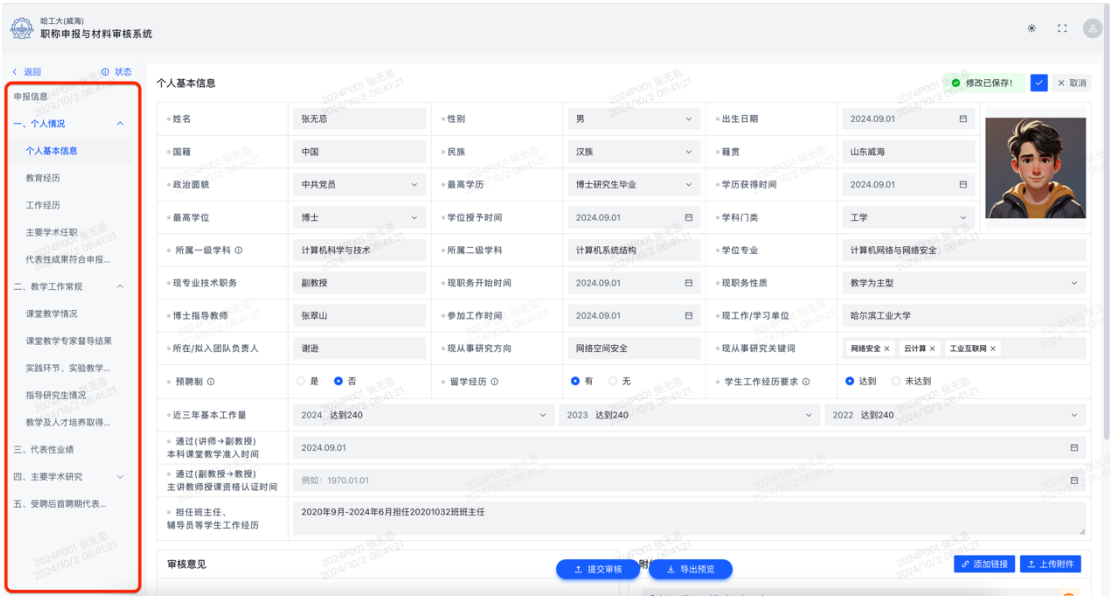 哈工大(威海)
职称申报与材料审核系统
返回 状态
申报信息
一、个人情况
个人基本信息
教育经历
工作经历
主要学术任职
代表性成果符合申报...
二、教学工作常规
课堂教学情况
课堂教学专家督导结果
实践环节、实验教学...
指导研究生情况
教学及人才培养取得...
三、代表性业绩
四、主要学术研究
五、受聘后首聘期代表...
个人基本信息 修改已保存! 取消
姓名 张无忌 性别 男 出生日期 2024.09.01
国籍 中国 民族 汉族 籍贯 山东威海
政治面貌 中共党员 最高学历 博士研究生毕业 学历获得时间 2024.09.01
最高学位 博士 学位授予时间 2024.09.01 学科门类 工学
所属一级学科 计算机科学与技术 所属二级学科 计算机系统结构 学位专业 计算机网络与网络安全
现专业技术职务 副教授 现职务开始时间 2024.09.01 现职务性质 教学为主型
博士指导教师 张翠山 参加工作时间 2024.09.01 现工作/学习单位 哈尔滨工业大学
所在/拟入团队负责人 谢逊 现从事研究方向 网络空间安全 现从事研究关键词 网络安全 × 云计算 × 工业互联网 ×
预聘制 是 否 留学经历 有 无 学生工作经历要求 达到 未达到
近三年基本工作量 2024 达到240 2023 达到240 2022 达到240
通过(讲师→副教授)
本科课堂教学准入时间 2024.09.01
通过(副教授→教授)
主讲教师授课资格认证时间 例如：1970.01.01
担任班主任、
辅导员等学生工作经历 2020年9月-2024年6月担任20201032班班主任
审核意见 提交审核 附 导出预览 添加链接 上传附件
2024P001 张无忌
2024/10/2 06:41:21